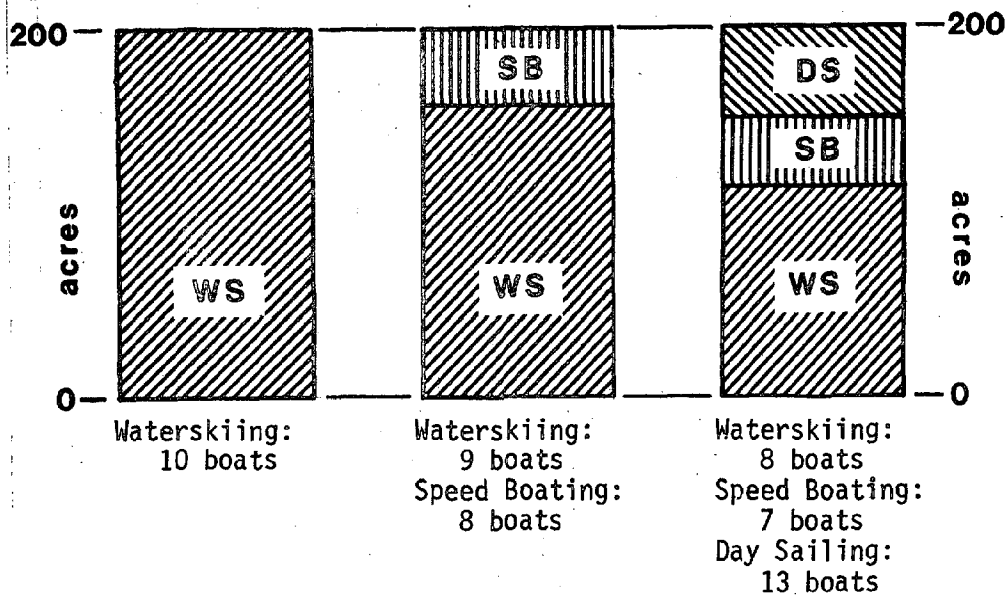 200
200
SB
DS
SB
acres
acres
WS
WS
WS
0
0
Waterskiing:
10 boats
Waterskiing:
9 boats
Speed Boating:
8 boats
Waterskiing:
8 boats
Speed Boating:
7 boats
Day Sailing:
13 boats